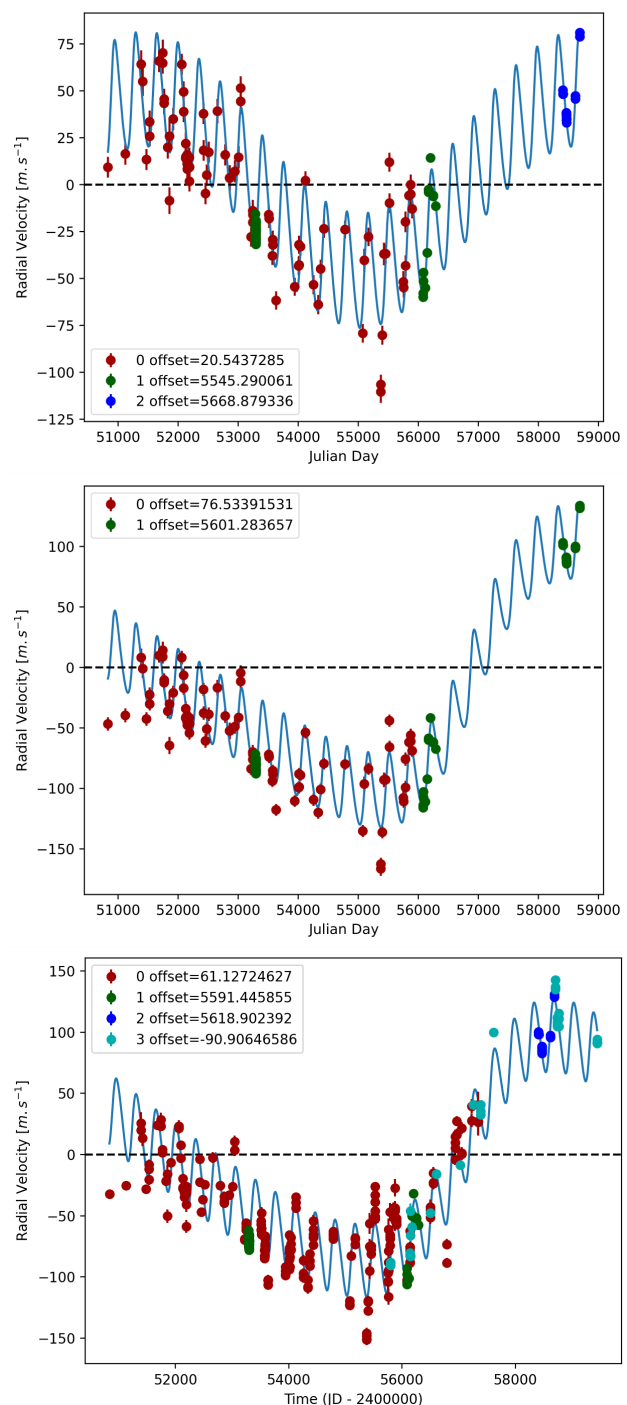 75
50
25
0
−25
−50
−75
−100
−125
Radial Velocity [m.s⁻¹]
0 offset=20.5437285
1 offset=5545.290061
2 offset=5668.879336
51000 52000 53000 54000 55000 56000 57000 58000 59000
Julian Day
0 offset=76.53391531
1 offset=5601.283657
100
50
0
−50
−100
−150
Radial Velocity [m.s⁻¹]
51000 52000 53000 54000 55000 56000 57000 58000 59000
Julian Day
0 offset=61.12724627
1 offset=5591.445855
2 offset=5618.902392
3 offset=-90.90646586
150
100
50
0
−50
−100
−150
Radial Velocity [m.s⁻¹]
52000 54000 56000 58000
Time (JD - 2400000)